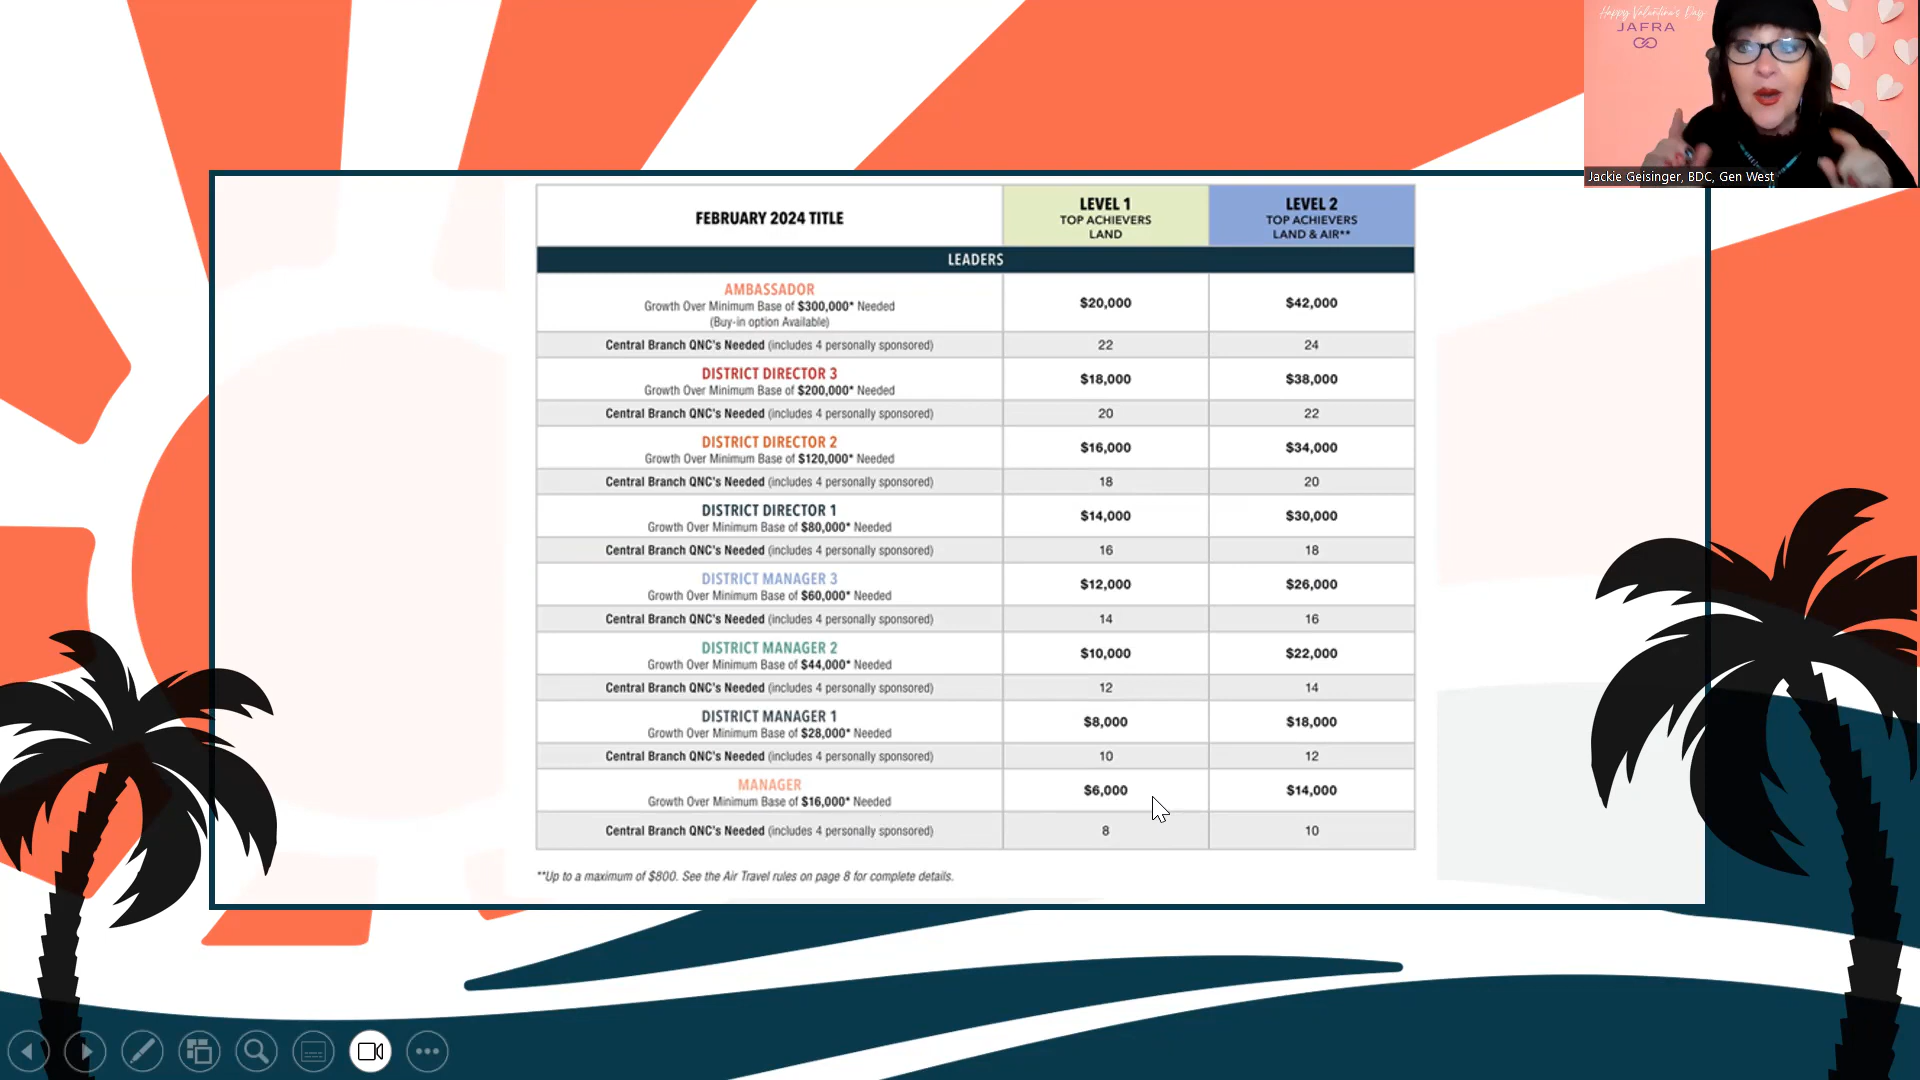 Happy Valentine's Day
JAFRA
Jackie Geisinger, BDC, Gen West
FEBRUARY 2024 TITLE
LEVEL 1
TOP ACHIEVERS
LAND
LEVEL 2
TOP ACHIEVERS
LAND & AIR**
LEADERS
AMBASSADOR
Growth Over Minimum Base of $300,000* Needed
(Buy-in option Available)
$20,000
$42,000
Central Branch QNC's Needed (includes 4 personally sponsored)
22
24
DISTRICT DIRECTOR 3
Growth Over Minimum Base of $200,000* Needed
$18,000
$38,000
Central Branch QNC's Needed (includes 4 personally sponsored)
20
22
DISTRICT DIRECTOR 2
Growth Over Minimum Base of $120,000* Needed
$16,000
$34,000
Central Branch QNC's Needed (includes 4 personally sponsored)
18
20
DISTRICT DIRECTOR 1
Growth Over Minimum Base of $80,000* Needed
$14,000
$30,000
Central Branch QNC's Needed (includes 4 personally sponsored)
16
18
DISTRICT MANAGER 3
Growth Over Minimum Base of $60,000* Needed
$12,000
$26,000
Central Branch QNC's Needed (includes 4 personally sponsored)
14
16
DISTRICT MANAGER 2
Growth Over Minimum Base of $44,000* Needed
$10,000
$22,000
Central Branch QNC's Needed (includes 4 personally sponsored)
12
14
DISTRICT MANAGER 1
Growth Over Minimum Base of $28,000* Needed
$8,000
$18,000
Central Branch QNC's Needed (includes 4 personally sponsored)
10
12
MANAGER
Growth Over Minimum Base of $16,000* Needed
$6,000
$14,000
Central Branch QNC's Needed (includes 4 personally sponsored)
8
10
**Up to a maximum of $800. See the Air Travel rules on page 8 for complete details.